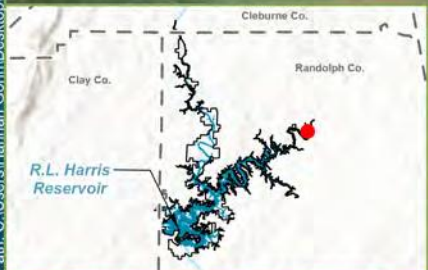 Cleburne Co.
Clay Co.
Randolph Co.
R.L. Harris
Reservoir